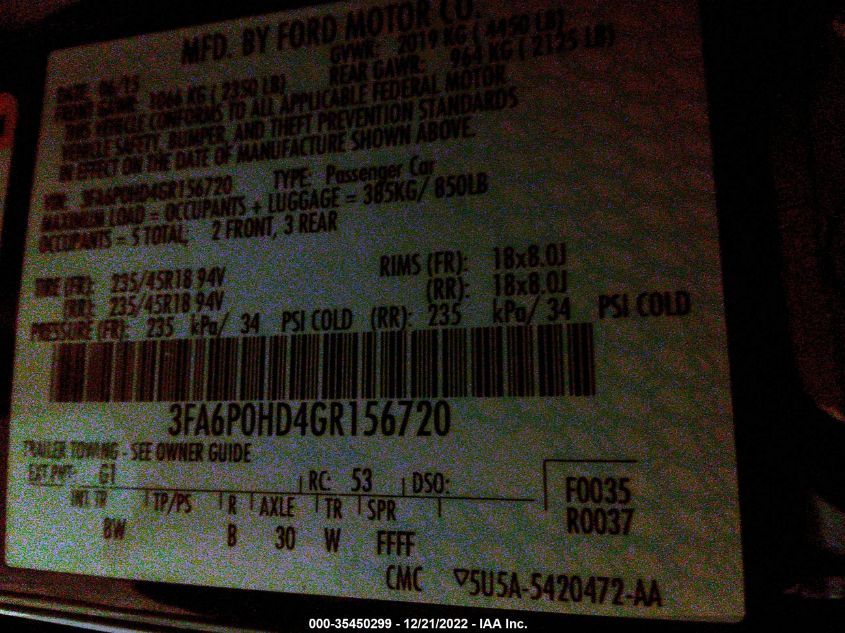 MFD. BY FORD MOTOR CO.
DATE: 06/15 GVWR: 2019 KG ( 4450 LB)
FRONT GAWR: 1066 KG ( 2350 LB) REAR GAWR: 964 KG ( 2125 LB)
THIS VEHICLE CONFORMS TO ALL APPLICABLE FEDERAL MOTOR
VEHICLE SAFETY, BUMPER, AND THEFT PREVENTION STANDARDS
IN EFFECT ON THE DATE OF MANUFACTURE SHOWN ABOVE.
VIN: 3FA6P0HD4GR156720 TYPE: Passenger Car
MAXIMUM LOAD = OCCUPANTS + LUGGAGE = 385KG/ 850LB
OCCUPANTS = 5 TOTAL, 2 FRONT, 3 REAR
TIRE (FR): 235/45R18 94V RIMS (FR): 18x8.0J
(RR): 235/45R18 94V (RR): 18x8.0J
PRESSURE (FR): 235 kPa/ 34 PSI COLD (RR): 235 kPa/ 34 PSI COLD
3FA6P0HD4GR156720
TRAILER TOWING - SEE OWNER GUIDE
EXT PNT: G1 RC: 53 DSO: F0035
INT TR TP/PS R AXLE TR SPR R0037
BW B 30 W FFFF
CMC ▽5U5A-5420472-AA
000-35450299 - 12/21/2022 - IAA Inc.